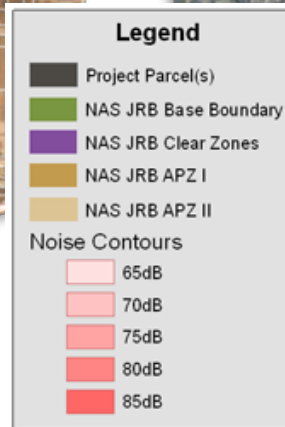 Legend
Project Parcel(s)
NAS JRB Base Boundary
NAS JRB Clear Zones
NAS JRB APZ I
NAS JRB APZ II
Noise Contours
65dB
70dB
75dB
80dB
85dB